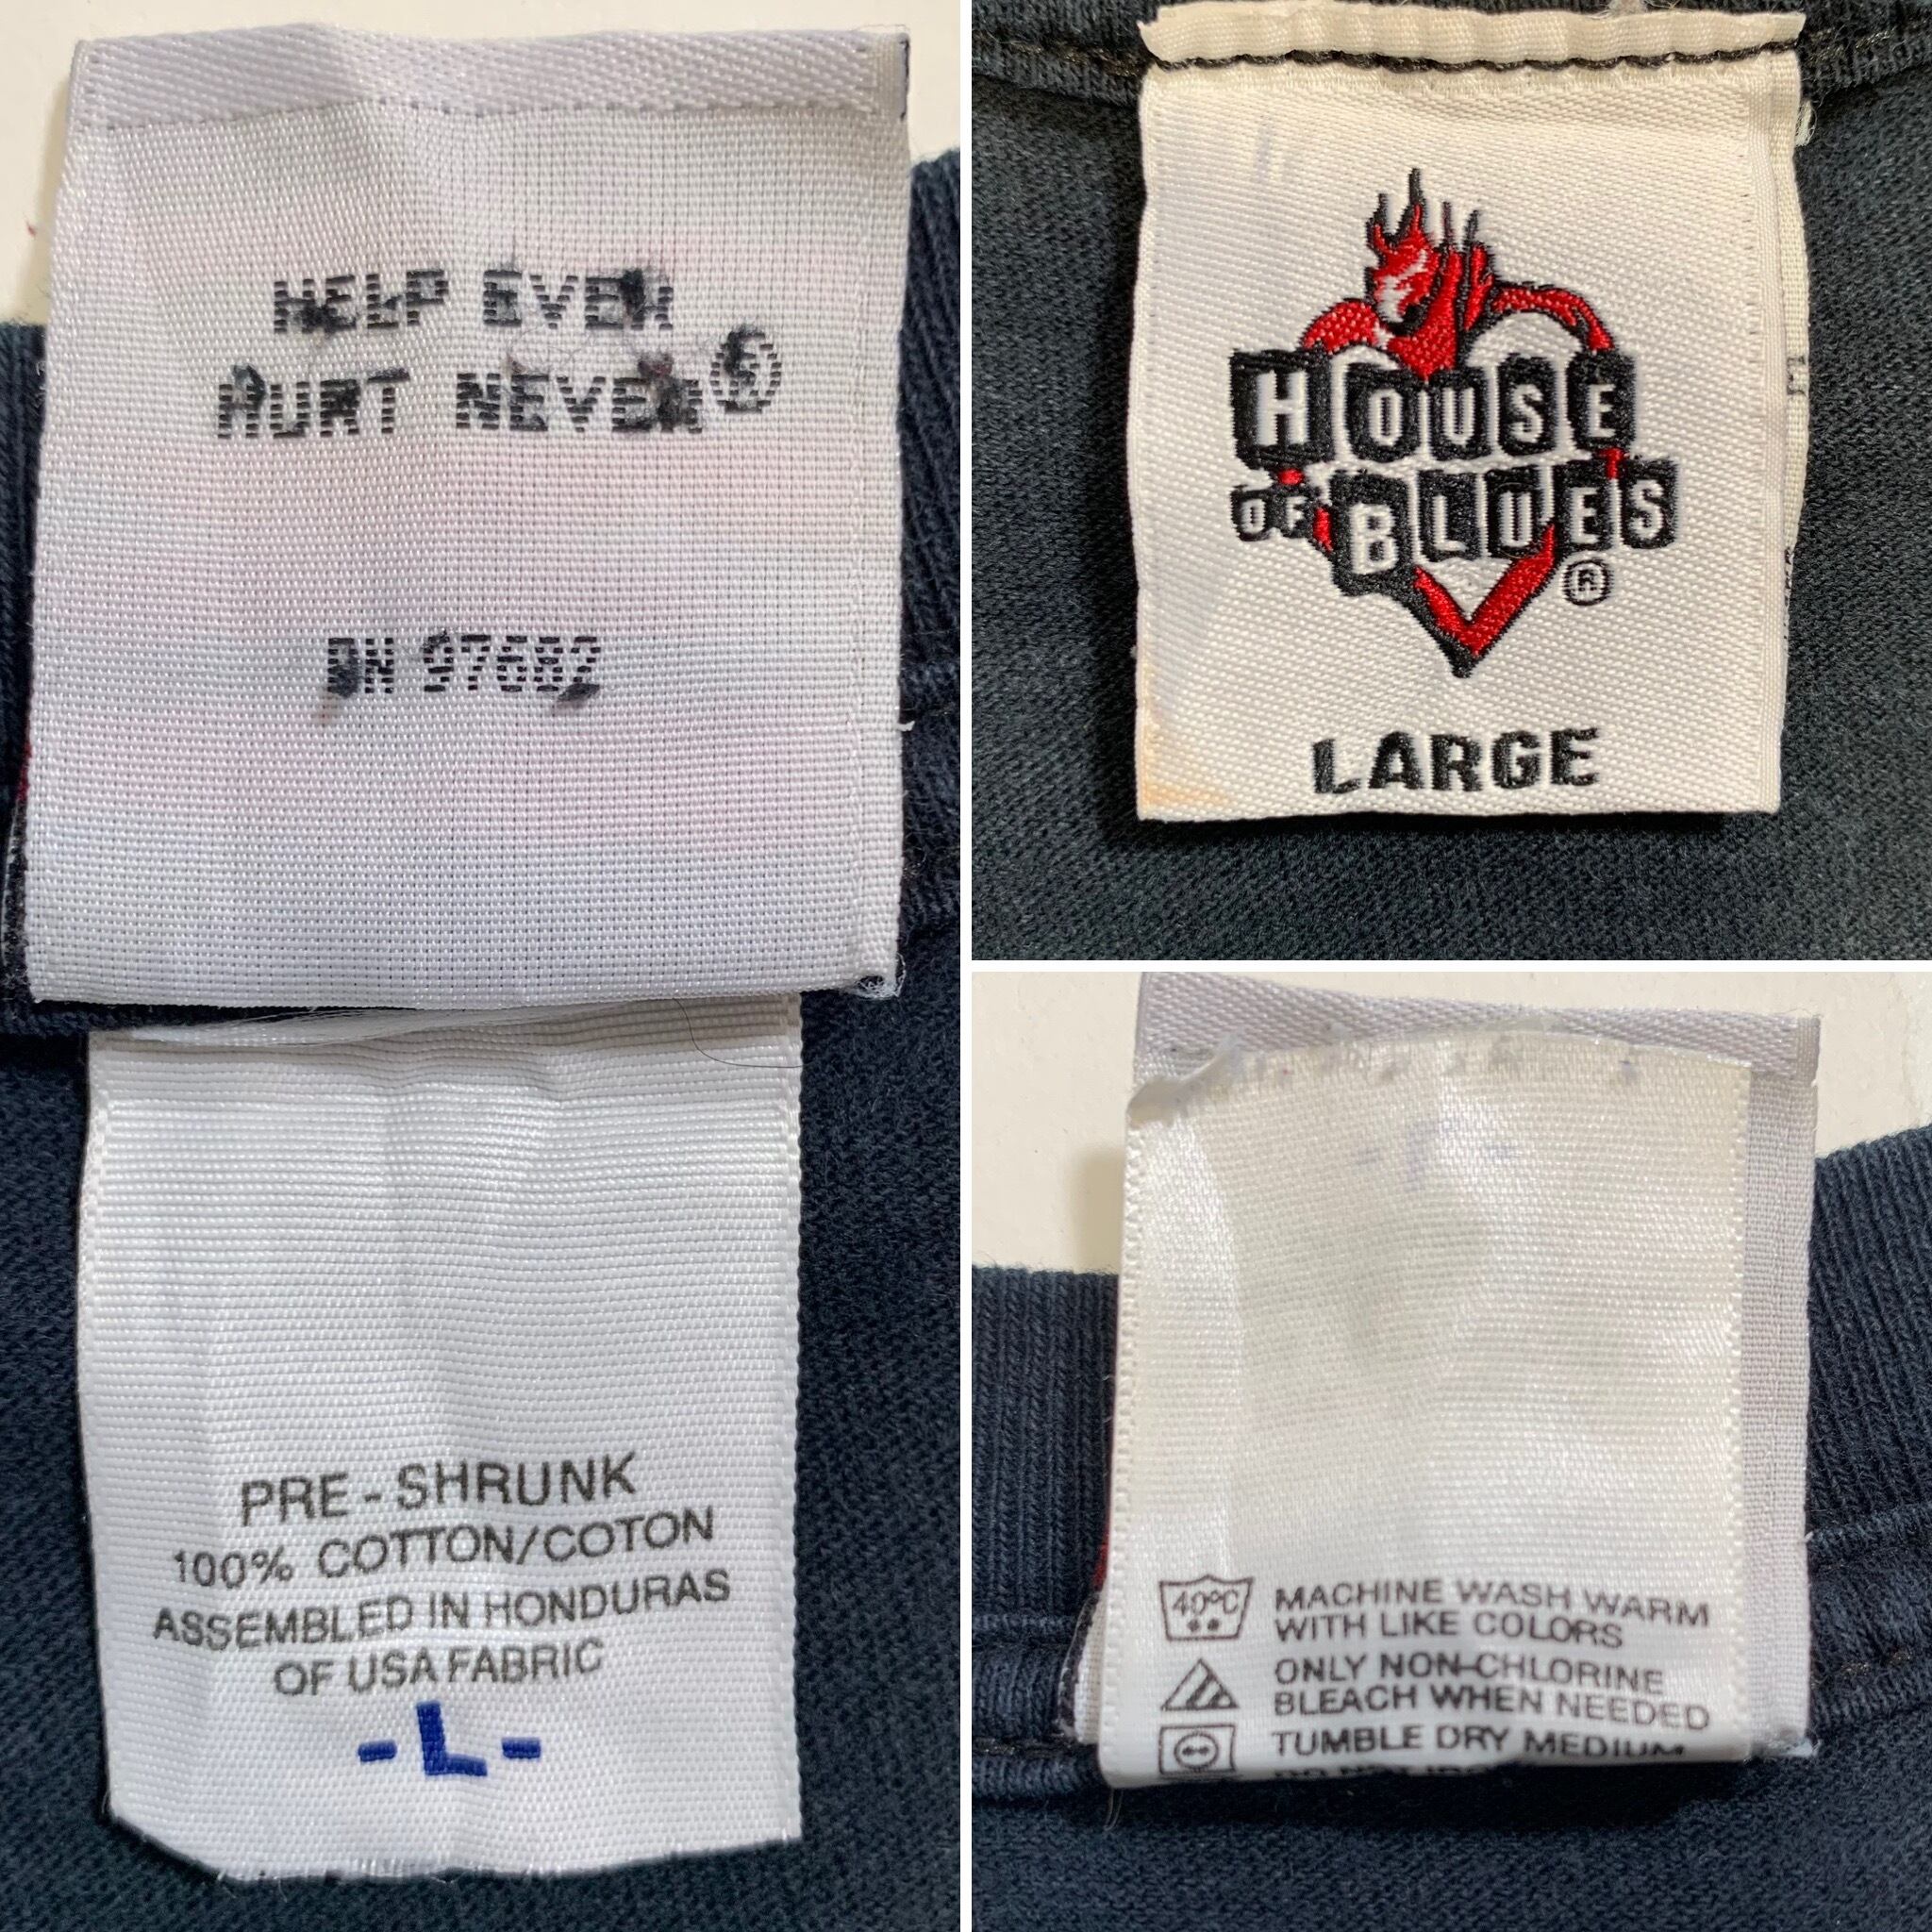 HELP EVER
HURT NEVER®
RN 97682
PRE-SHRUNK
100% COTTON/COTON
ASSEMBLED IN HONDURAS
OF USA FABRIC
-L-
HOUSE
OF BLUES
®
LARGE
40°C
MACHINE WASH WARM
WITH LIKE COLORS
ONLY NON-CHLORINE
BLEACH WHEN NEEDED
TUMBLE DRY MEDIUM